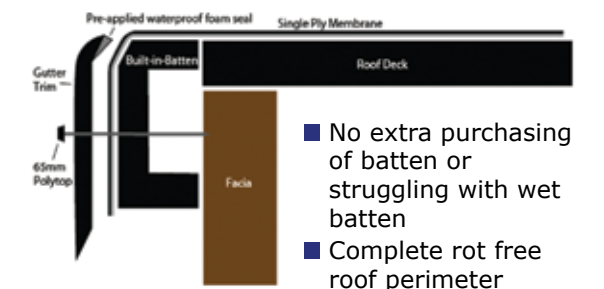 Pre-applied waterproof foam seal
Single Ply Membrane
Built-in-Batten
Roof Deck
Gutter
Trim
65mm
Polytop
Facia
■ No extra purchasing
of batten or
struggling with wet
batten
■ Complete rot free
roof perimeter